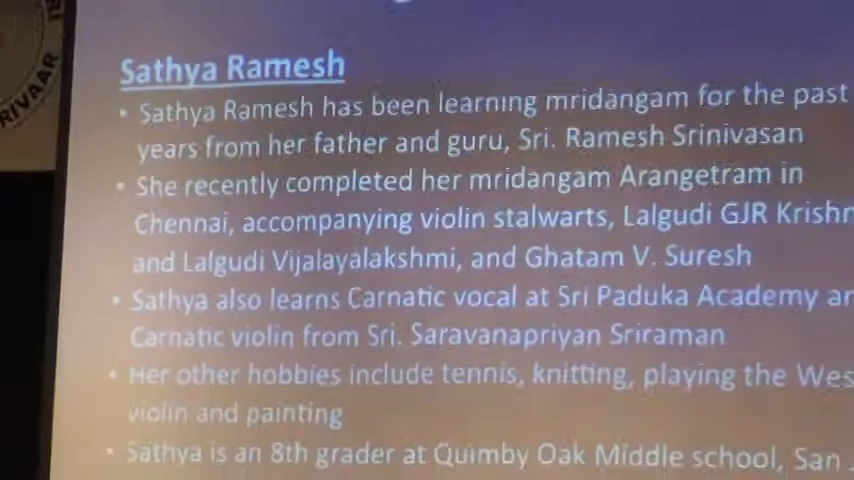 RIVAAR
Sathya Ramesh
• Sathya Ramesh has been learning mridangam for the past
years from her father and guru, Sri. Ramesh Srinivasan
• She recently completed her mridangam Arangetram in
Chennai, accompanying violin stalwarts, Lalgudi GJR Krishn
and Lalgudi Vijalayalakshmi, and Ghatam V. Suresh
• Sathya also learns Carnatic vocal at Sri Paduka Academy an
Carnatic violin from Sri. Saravanapriyan Sriraman
• Her other hobbies include tennis, knitting, playing the Wes
violin and painting
• Sathya is an 8th grader at Quimby Oak Middle school, San